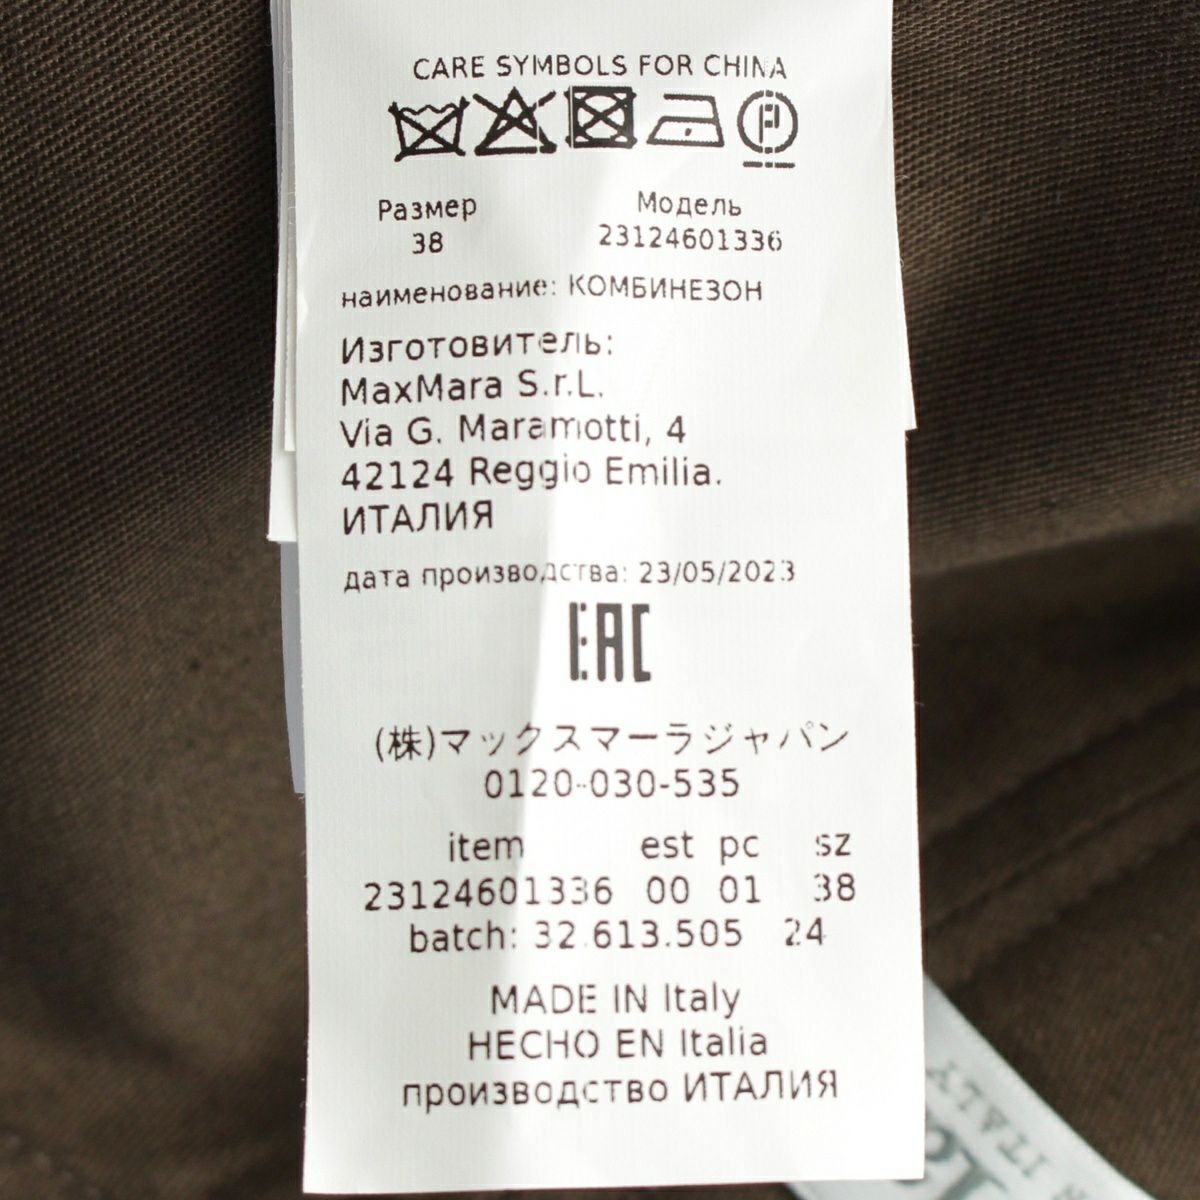 CARE SYMBOLS FOR CHINA
P
Размер Модель
38 23124601336
наименование: КОМБИНЕЗОН
Изготовитель:
MaxMara S.r.L.
Via G. Maramotti, 4
42124 Reggio Emilia.
ИТАЛИЯ
дата производства: 23/05/2023
EAC
(株)マックスマーラジャパン
0120-030-535
item est pc sz
23124601336 00 01 38
batch: 32.613.505 24
MADE IN Italy
HECHO EN Italia
производство ИТАЛИЯ
ITALY